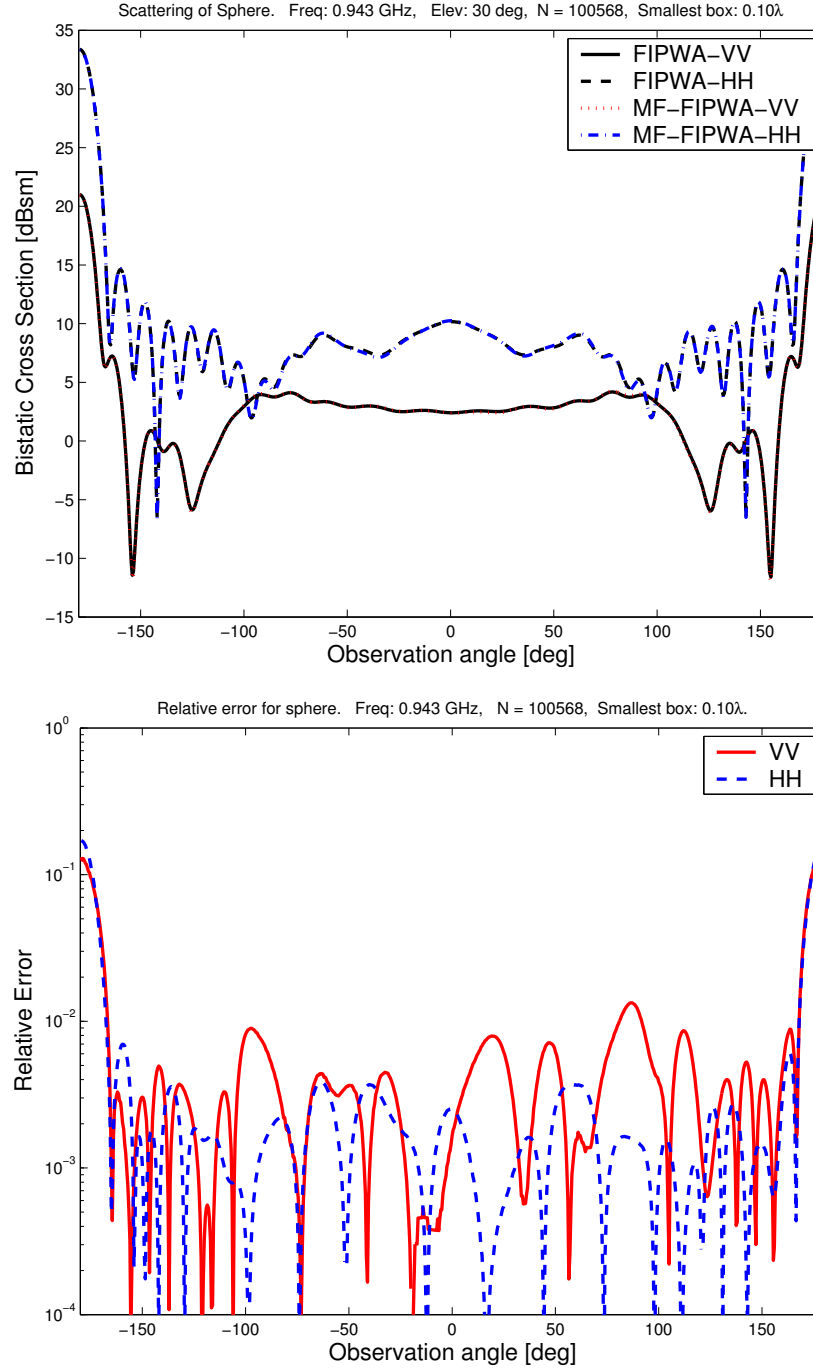 Scattering of Sphere. Freq: 0.943 GHz, Elev: 30 deg, N = 100568, Smallest box: 0.10λ
35
30
25
20
15
10
5
0
−5
−10
−15
Bistatic Cross Section [dBsm]
FIPWA−VV
FIPWA−HH
MF−FIPWA−VV
MF−FIPWA−HH
−150 −100 −50 0 50 100 150
Observation angle [deg]
Relative error for sphere. Freq: 0.943 GHz, N = 100568, Smallest box: 0.10λ.
10^0
10^−1
10^−2
10^−3
10^−4
Relative Error
VV
HH
−150 −100 −50 0 50 100 150
Observation angle [deg]